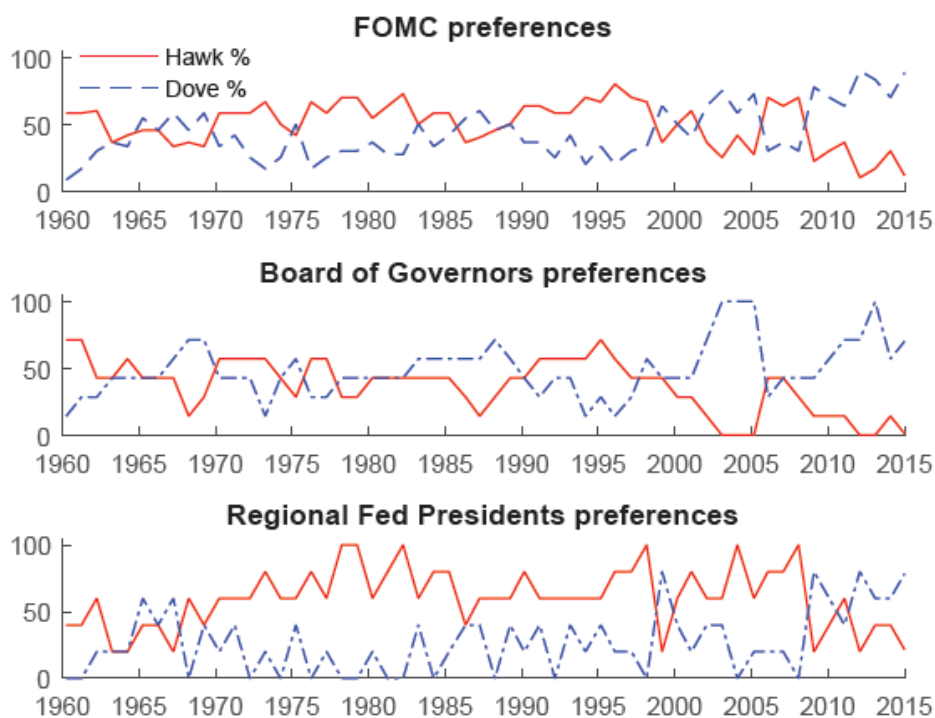 FOMC preferences
100
Hawk %
Dove %
50
0
1960 1965 1970 1975 1980 1985 1990 1995 2000 2005 2010 2015
Board of Governors preferences
100
50
0
1960 1965 1970 1975 1980 1985 1990 1995 2000 2005 2010 2015
Regional Fed Presidents preferences
100
50
0
1960 1965 1970 1975 1980 1985 1990 1995 2000 2005 2010 2015